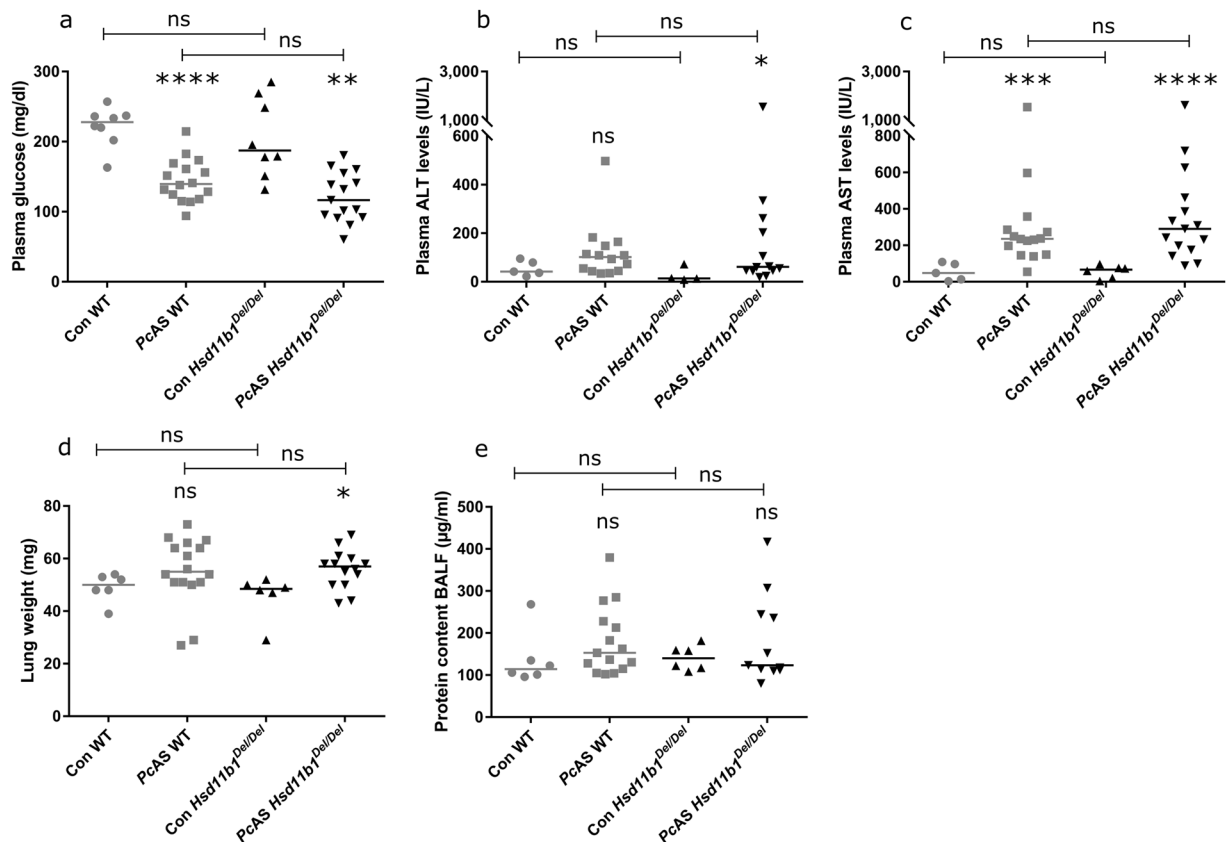 a
ns
ns
Plasma glucose (mg/dl)
300
200
100
0
****
**
Con WT
PcAS WT
Con Hsd11b1Del/Del
PcAS Hsd11b1Del/Del
b
ns
ns
Plasma ALT levels (IU/L)
3,000
1,000
600
400
200
0
ns
*
Con WT
PcAS WT
Con Hsd11b1Del/Del
PcAS Hsd11b1Del/Del
c
ns
ns
Plasma AST levels (IU/L)
3,000
1,000
800
600
400
200
0
***
****
Con WT
PcAS WT
Con Hsd11b1Del/Del
PcAS Hsd11b1Del/Del
d
ns
ns
Lung weight (mg)
80
60
40
20
0
ns
*
Con WT
PcAS WT
Con Hsd11b1Del/Del
PcAS Hsd11b1Del/Del
e
ns
ns
Protein content BALF (µg/ml)
500
400
300
200
100
0
ns
ns
Con WT
PcAS WT
Con Hsd11b1Del/Del
PcAS Hsd11b1Del/Del